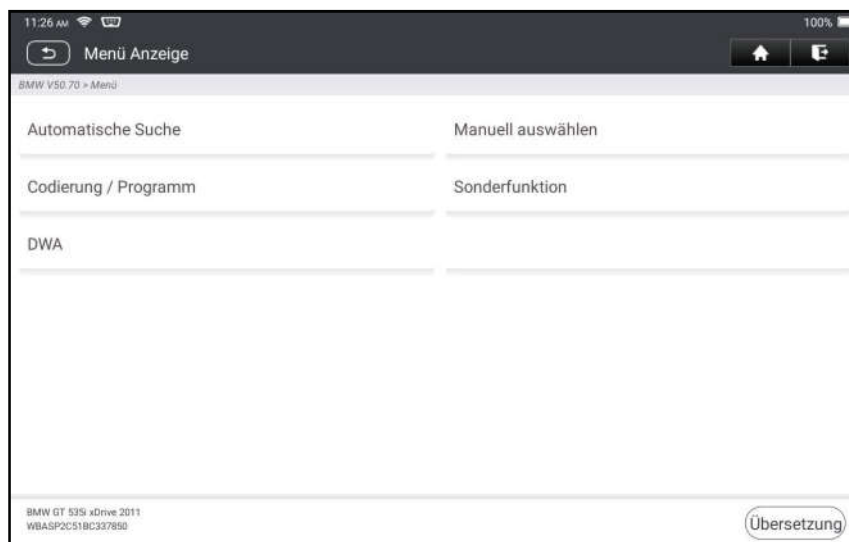 11:26 AM
100%
Menü Anzeige
BMW V50.70 > Menü
Automatische Suche
Manuell auswählen
Codierung / Programm
Sonderfunktion
DWA
BMW GT 535i xDrive 2011
WBASP2C51BC337850
Übersetzung